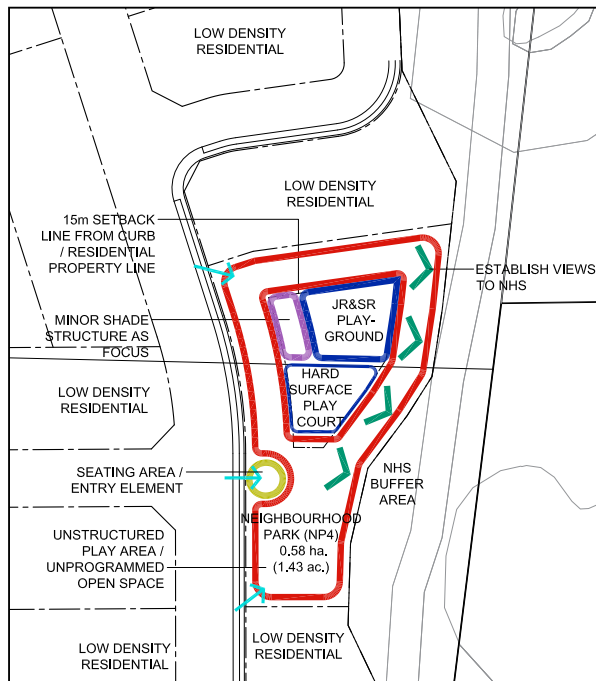 LOW DENSITY
RESIDENTIAL
LOW DENSITY
RESIDENTIAL
15m SETBACK
LINE FROM CURB
/ RESIDENTIAL
PROPERTY LINE
ESTABLISH VIEWS
TO NHS
JR&SR
PLAY-
GROUND
MINOR SHADE
STRUCTURE AS
FOCUS
HARD
SURFACE
PLAY
COURT
LOW DENSITY
RESIDENTIAL
SEATING AREA /
ENTRY ELEMENT
NHS
BUFFER
AREA
NEIGHBOURHOOD
PARK (NP4)
0.58 ha.
(1.43 ac.)
UNSTRUCTURED
PLAY AREA /
UNPROGRAMMED
OPEN SPACE
LOW DENSITY
RESIDENTIAL
LOW DENSITY
RESIDENTIAL